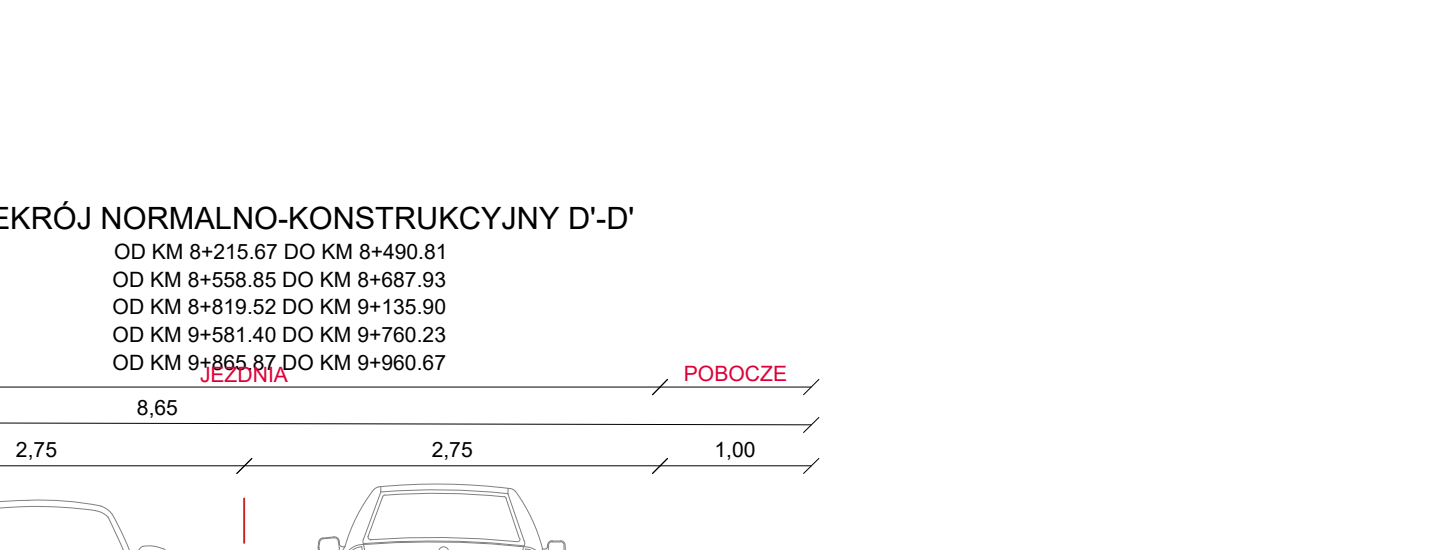 EKRÓJ NORMALNO-KONSTRUKCYJNY D'-D'
OD KM 8+215.67 DO KM 8+490.81
OD KM 8+558.85 DO KM 8+687.93
OD KM 8+819.52 DO KM 9+135.90
OD KM 9+581.40 DO KM 9+760.23
OD KM 9+865.87 DO KM 9+960.67
JEZDNIA POBOCZE
8,65
2,75 2,75 1,00